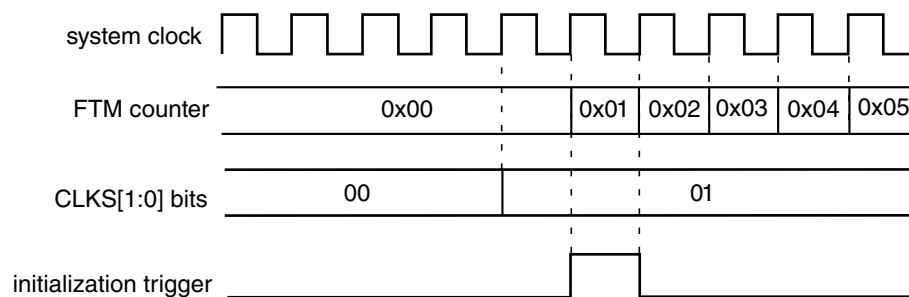 system clock
FTM counter 0x00 0x01 0x02 0x03 0x04 0x05
CLKS[1:0] bits 00 01
initialization trigger